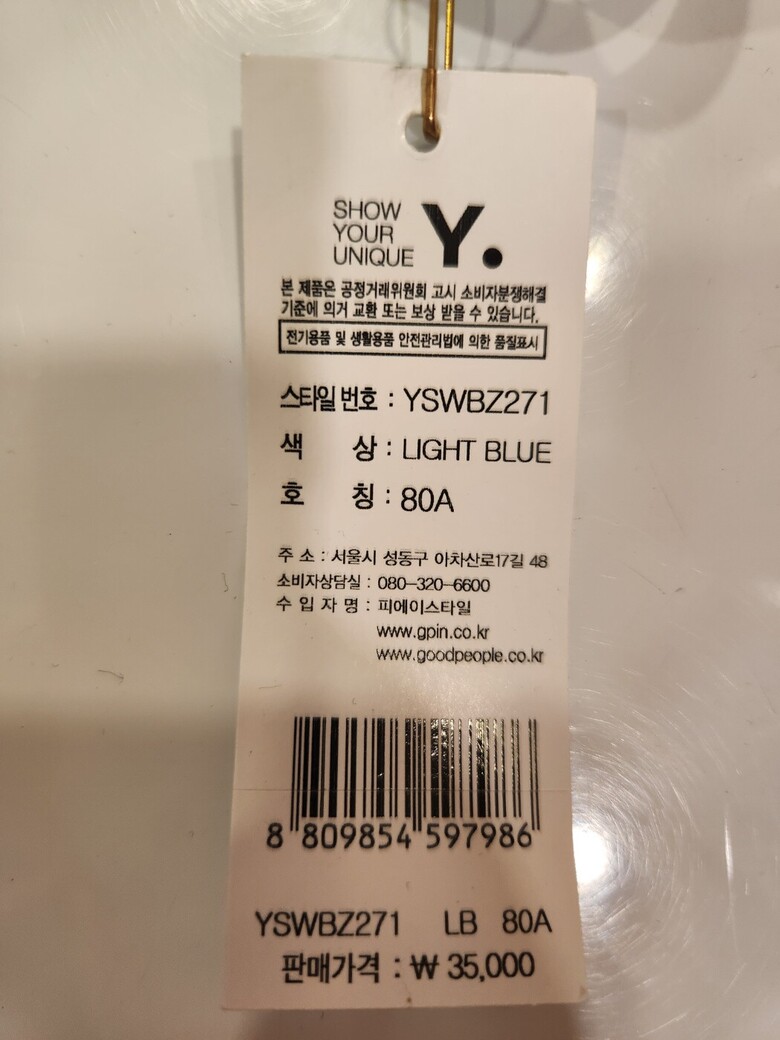 SHOW
YOUR
UNIQUE
Y.
본 제품은 공정거래위원회 고시 소비자분쟁해결
기준에 의거 교환 또는 보상 받을 수 있습니다.
전기용품 및 생활용품 안전관리법에 의한 품질표시
스타일번호 : YSWBZ271
색 상 : LIGHT BLUE
호 칭 : 80A
주 소 : 서울시 성동구 아차산로17길 48
소비자상담실 : 080-320-6600
수 입 자 명 : 피에이스타일
www.gpin.co.kr
www.goodpeople.co.kr
8 809854 597986
YSWBZ271 LB 80A
판매가격 : ₩ 35,000